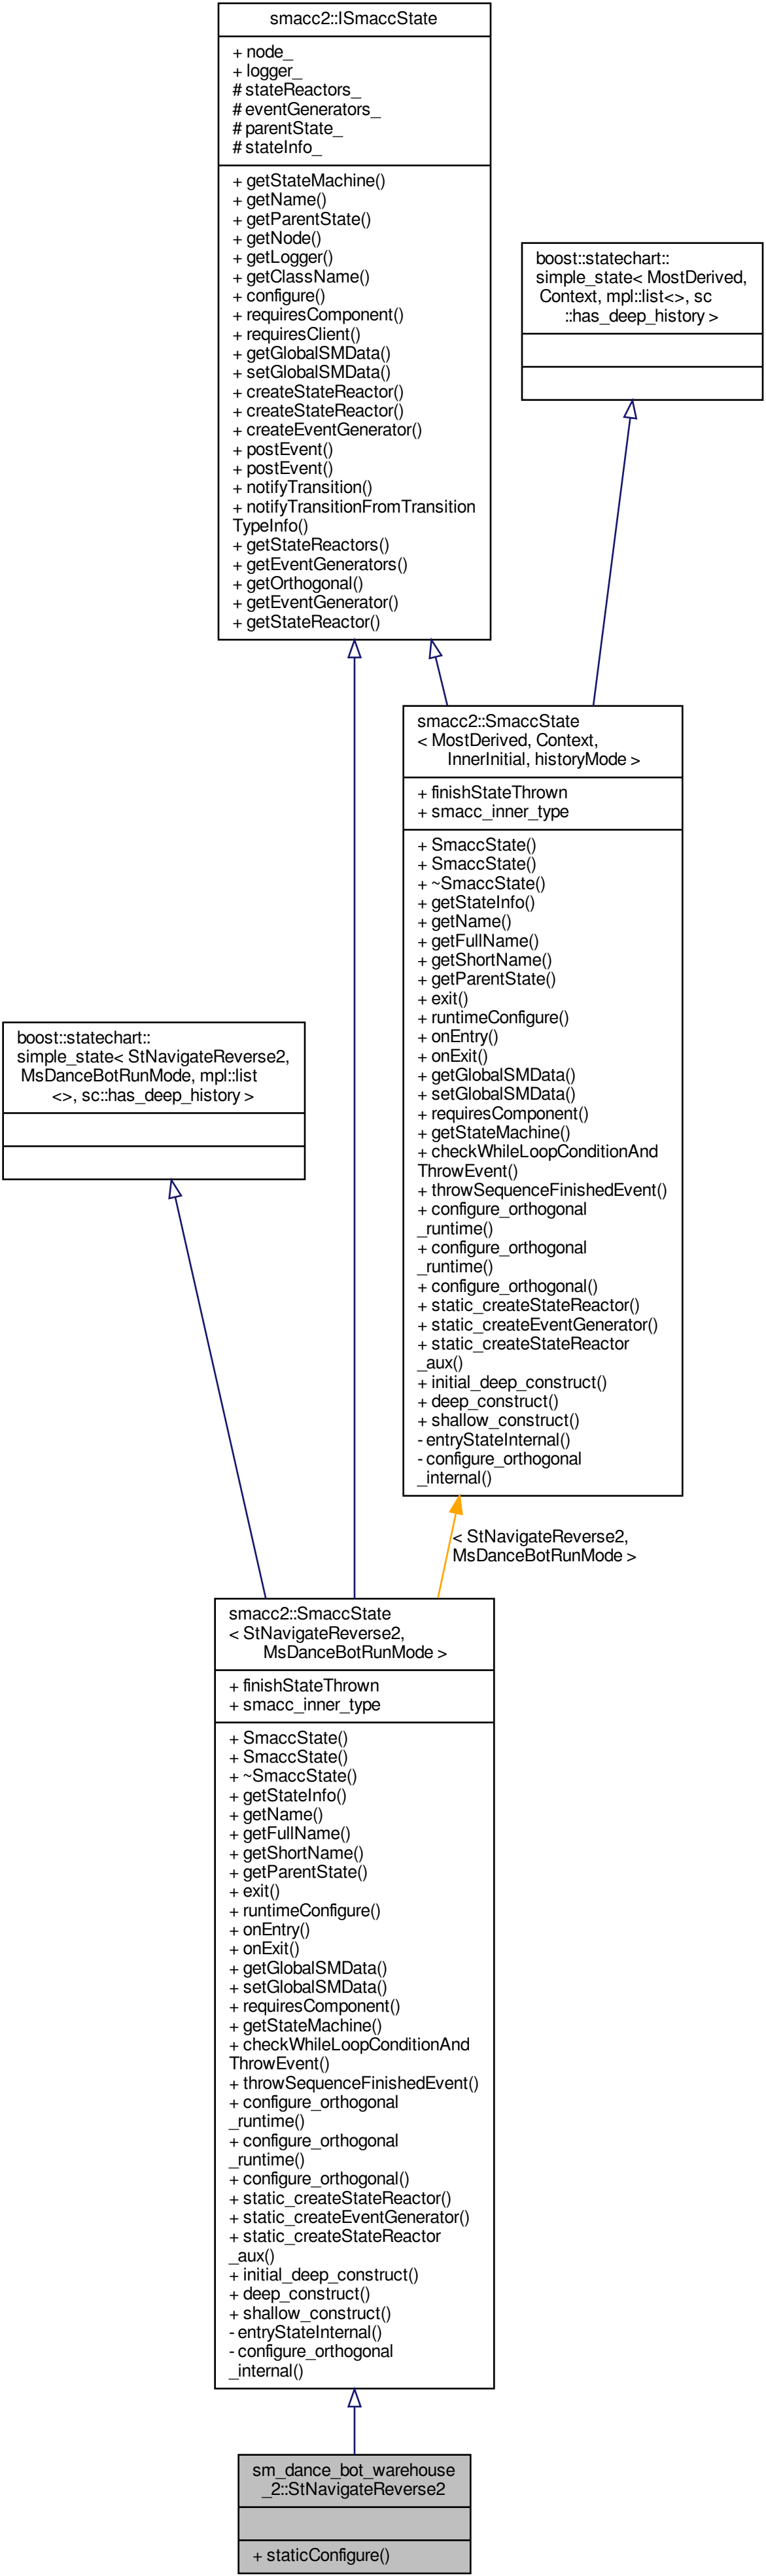 smacc2::ISmaccState
+ node_
+ logger_
# stateReactors_
# eventGenerators_
# parentState_
# stateInfo_
+ getStateMachine()
+ getName()
+ getParentState()
+ getNode()
+ getLogger()
+ getClassName()
+ configure()
+ requiresComponent()
+ requiresClient()
+ getGlobalSMData()
+ setGlobalSMData()
+ createStateReactor()
+ createStateReactor()
+ createEventGenerator()
+ postEvent()
+ postEvent()
+ notifyTransition()
+ notifyTransitionFromTransition
TypeInfo()
+ getStateReactors()
+ getEventGenerators()
+ getOrthogonal()
+ getEventGenerator()
+ getStateReactor()
boost::statechart::
simple_state< MostDerived,
Context, mpl::list<>, sc
::has_deep_history >
smacc2::SmaccState
< MostDerived, Context,
InnerInitial, historyMode >
+ finishStateThrown
+ smacc_inner_type
+ SmaccState()
+ SmaccState()
+ ~SmaccState()
+ getStateInfo()
+ getName()
+ getFullName()
+ getShortName()
+ getParentState()
+ exit()
+ runtimeConfigure()
+ onEntry()
+ onExit()
+ getGlobalSMData()
+ setGlobalSMData()
+ requiresComponent()
+ getStateMachine()
+ checkWhileLoopConditionAnd
ThrowEvent()
+ throwSequenceFinishedEvent()
+ configure_orthogonal
_runtime()
+ configure_orthogonal
_runtime()
+ configure_orthogonal()
+ static_createStateReactor()
+ static_createEventGenerator()
+ static_createStateReactor
_aux()
+ initial_deep_construct()
+ deep_construct()
+ shallow_construct()
- entryStateInternal()
- configure_orthogonal
_internal()
boost::statechart::
simple_state< StNavigateReverse2,
MsDanceBotRunMode, mpl::list
<>, sc::has_deep_history >
< StNavigateReverse2,
MsDanceBotRunMode >
smacc2::SmaccState
< StNavigateReverse2,
MsDanceBotRunMode >
+ finishStateThrown
+ smacc_inner_type
+ SmaccState()
+ SmaccState()
+ ~SmaccState()
+ getStateInfo()
+ getName()
+ getFullName()
+ getShortName()
+ getParentState()
+ exit()
+ runtimeConfigure()
+ onEntry()
+ onExit()
+ getGlobalSMData()
+ setGlobalSMData()
+ requiresComponent()
+ getStateMachine()
+ checkWhileLoopConditionAnd
ThrowEvent()
+ throwSequenceFinishedEvent()
+ configure_orthogonal
_runtime()
+ configure_orthogonal
_runtime()
+ configure_orthogonal()
+ static_createStateReactor()
+ static_createEventGenerator()
+ static_createStateReactor
_aux()
+ initial_deep_construct()
+ deep_construct()
+ shallow_construct()
- entryStateInternal()
- configure_orthogonal
_internal()
sm_dance_bot_warehouse
_2::StNavigateReverse2
+ staticConfigure()